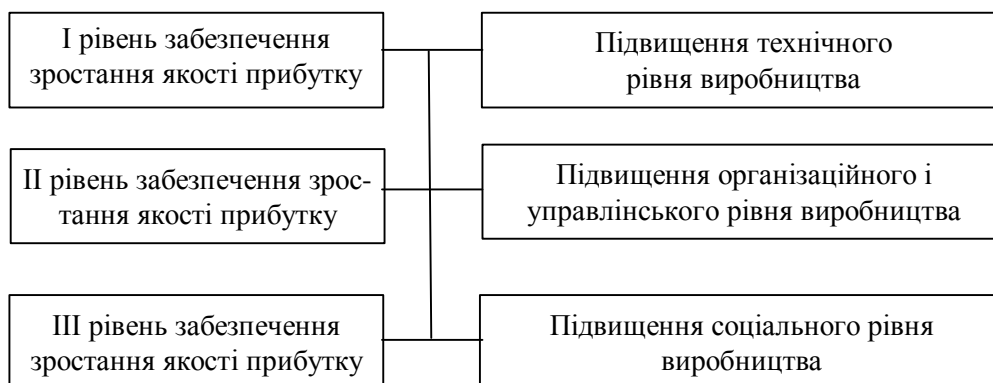 І рівень забезпечення
зростання якості прибутку
Підвищення технічного
рівня виробництва
ІІ рівень забезпечення зрос-
тання якості прибутку
Підвищення організаційного і
управлінського рівня виробництва
ІІІ рівень забезпечення
зростання якості прибутку
Підвищення соціального рівня
виробництва